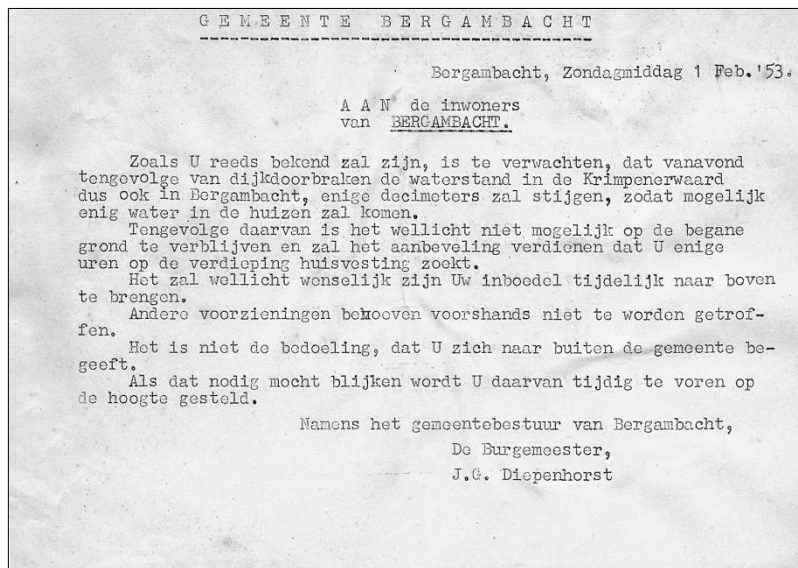 GEMEENTE BERGAMBACHT
Bergambacht, Zondagmiddag 1 Feb. '53.
AAN de inwoners
van BERGAMBACHT.
Zoals U reeds bekend zal zijn, is te verwachten, dat vanavond
tengevolge van dijkdoorbraken de waterstand in de Krimpenerwaard
dus ook in Bergambacht, enige decimeters zal stijgen, zodat mogelijk
enig water in de huizen zal komen.
Tengevolge daarvan is het wellicht niet mogelijk op de begane
grond te verblijven en zal het aanbeveling verdienen dat U enige
uren op de verdieping huisvesting zoekt.
Het zal wellicht wenselijk zijn Uw inboedel tijdelijk naar boven
te brengen.
Andere voorzieningen behoeven voorshands niet te worden getrof-
fen.
Het is niet de bedoeling, dat U zich naar buiten de gemeente be-
geeft.
Als dat nodig mocht blijken wordt U daarvan tijdig te voren op
de hoogte gesteld.
Namens het gemeentebestuur van Bergambacht,
De Burgemeester,
J.G. Diepenhorst